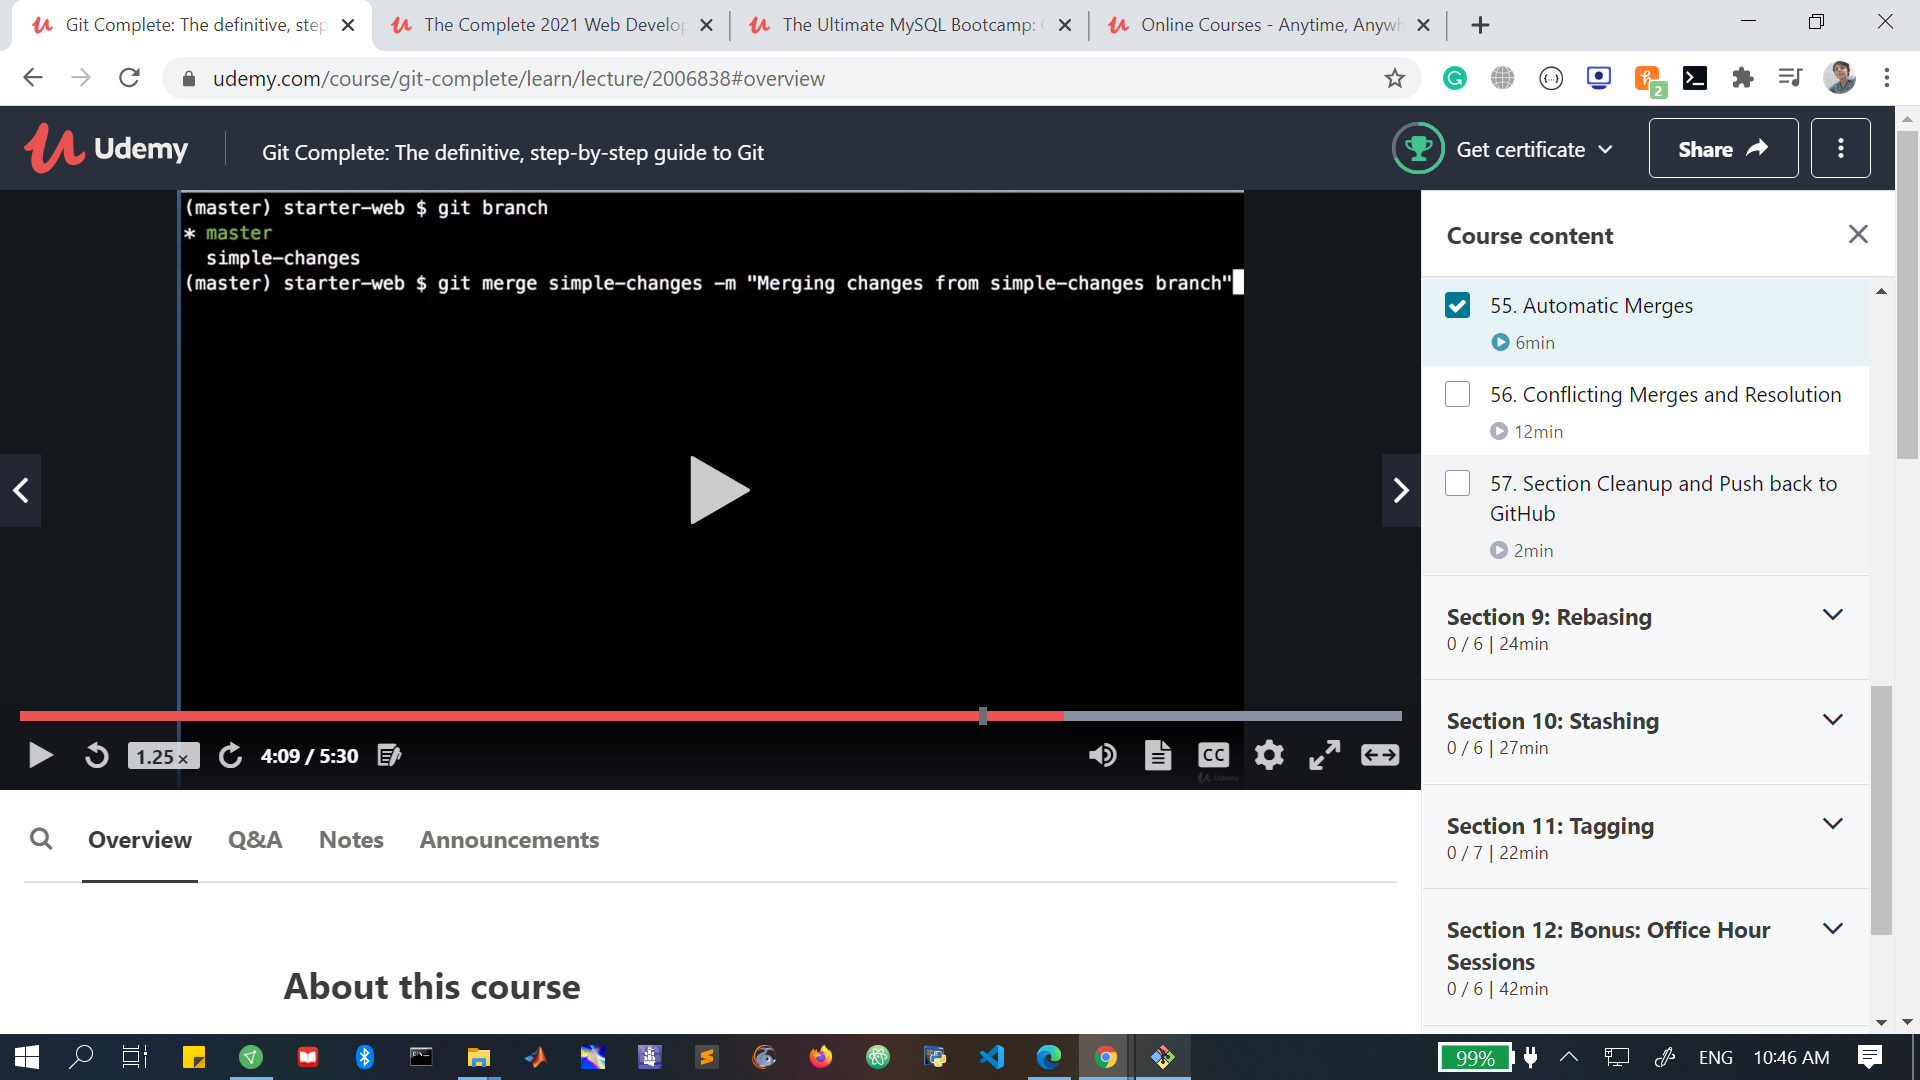 Git Complete: The definitive, step
The Complete 2021 Web Develop
The Ultimate MySQL Bootcamp:
Online Courses - Anytime, Anywh
udemy.com/course/git-complete/learn/lecture/2006838#overview
2
Udemy
Git Complete: The definitive, step-by-step guide to Git
Get certificate
Share
(master) starter-web $ git branch
* master
simple-changes
(master) starter-web $ git merge simple-changes -m "Merging changes from simple-changes branch"
1.25×
4:09 / 5:30
CC
Udemy
Course content
55. Automatic Merges
6min
56. Conflicting Merges and Resolution
12min
57. Section Cleanup and Push back to
GitHub
2min
Section 9: Rebasing
0 / 6 | 24min
Section 10: Stashing
0 / 6 | 27min
Section 11: Tagging
0 / 7 | 22min
Section 12: Bonus: Office Hour
Sessions
0 / 6 | 42min
Overview
Q&A
Notes
Announcements
About this course
99%
ENG
10:46 AM